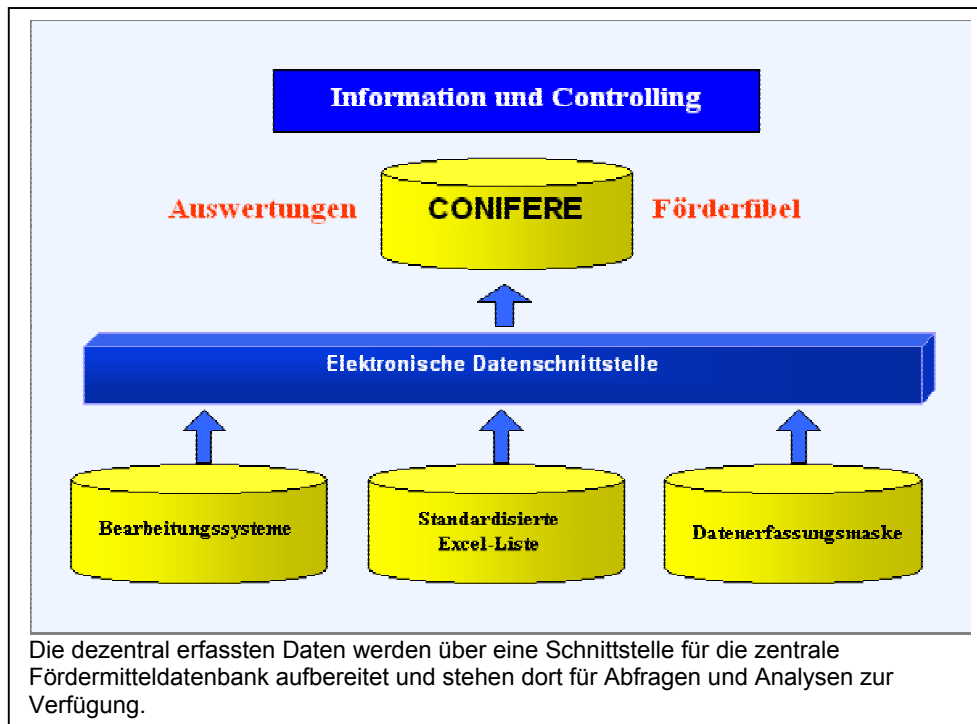 Information und Controlling
Auswertungen CONIFERE Förderfibel
Elektronische Datenschnittstelle
Bearbeitungssysteme
Standardisierte
Excel-Liste
Datenerfassungsmaske
Die dezentral erfassten Daten werden über eine Schnittstelle für die zentrale
Fördermitteldatenbank aufbereitet und stehen dort für Abfragen und Analysen zur
Verfügung.